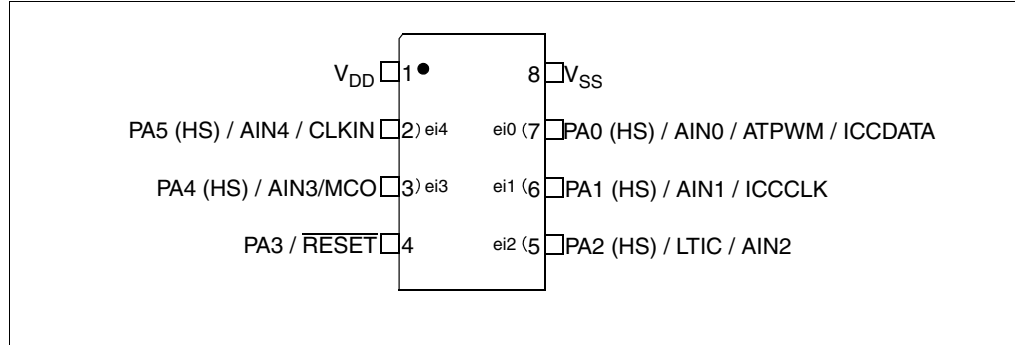 VDD 1 8 VSS
PA5 (HS) / AIN4 / CLKIN 2 ) ei4 ei0 ( 7 PA0 (HS) / AIN0 / ATPWM / ICCDATA
PA4 (HS) / AIN3/MCO 3 ) ei3 ei1 ( 6 PA1 (HS) / AIN1 / ICCCLK
PA3 / RESET 4 ei2 ( 5 PA2 (HS) / LTIC / AIN2